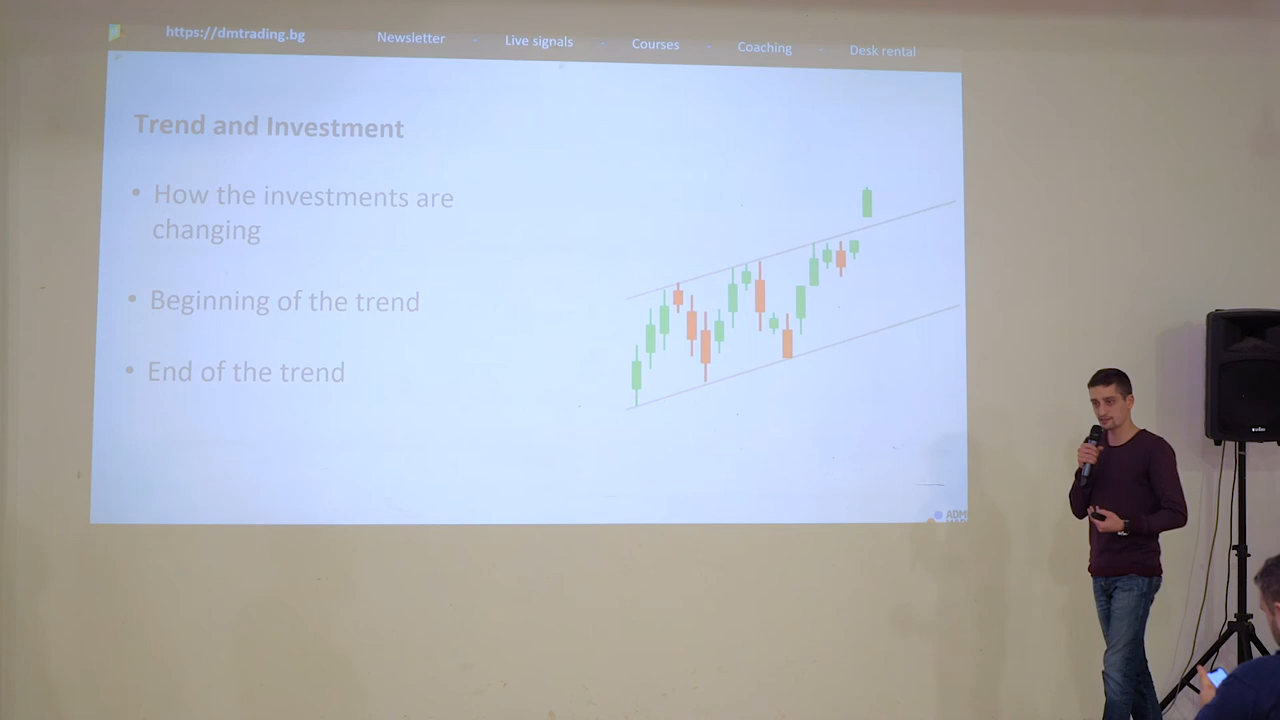 https://dmtrading.bg Newsletter - Live signals - Courses - Coaching - Desk rental
Trend and Investment
• How the investments are
changing
• Beginning of the trend
• End of the trend